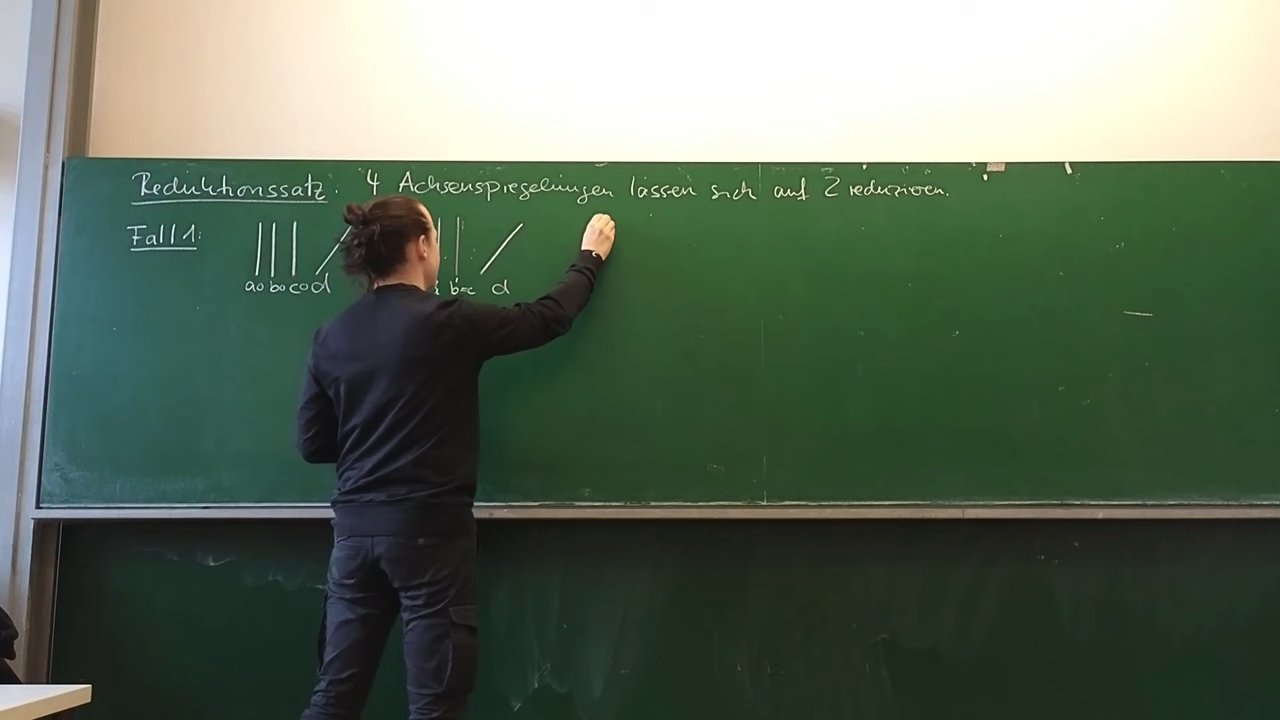 Reduktionssatz: 4 Achsenspiegelungen lassen sich auf 2 reduzieren.
Fall 1:
a∘b∘c∘d b=c d